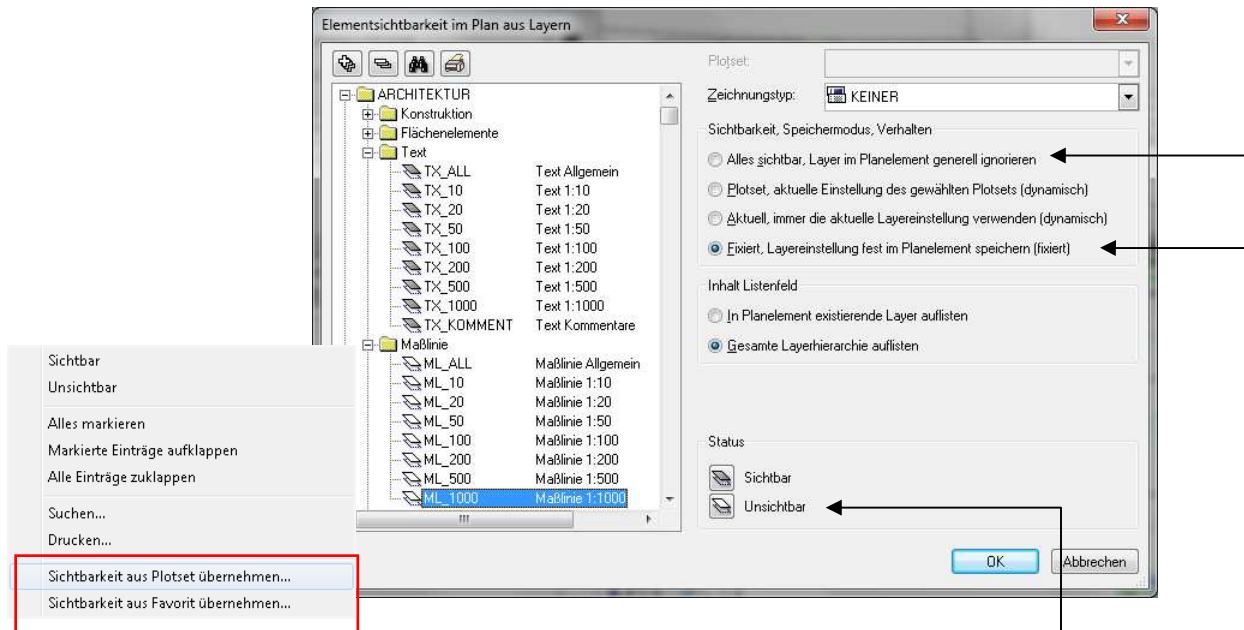 Elementsichtbarkeit im Plan aus Layern
Plotset:
Zeichnungstyp: KEINER
ARCHITEKTUR
Konstruktion
Flächenelemente
Text
TX_ALL Text Allgemein
TX_10 Text 1:10
TX_20 Text 1:20
TX_50 Text 1:50
TX_100 Text 1:100
TX_200 Text 1:200
TX_500 Text 1:500
TX_1000 Text 1:1000
TX_KOMMENT Text Kommentare
Maßlinie
ML_ALL Maßlinie Allgemein
ML_10 Maßlinie 1:10
ML_20 Maßlinie 1:20
ML_50 Maßlinie 1:50
ML_100 Maßlinie 1:100
ML_200 Maßlinie 1:200
ML_500 Maßlinie 1:500
ML_1000 Maßlinie 1:1000
Sichtbarkeit, Speichermodus, Verhalten
Alles sichtbar, Layer im Planelement generell ignorieren
Plotset, aktuelle Einstellung des gewählten Plotsets (dynamisch)
Aktuell, immer die aktuelle Layereinstellung verwenden (dynamisch)
Fixiert, Layereinstellung fest im Planelement speichern (fixiert)
Inhalt Listenfeld
In Planelement existierende Layer auflisten
Gesamte Layerhierarchie auflisten
Status
Sichtbar
Unsichtbar
OK
Abbrechen
Sichtbar
Unsichtbar
Alles markieren
Markierte Einträge aufklappen
Alle Einträge zuklappen
Suchen...
Drucken...
Sichtbarkeit aus Plotset übernehmen...
Sichtbarkeit aus Favorit übernehmen...